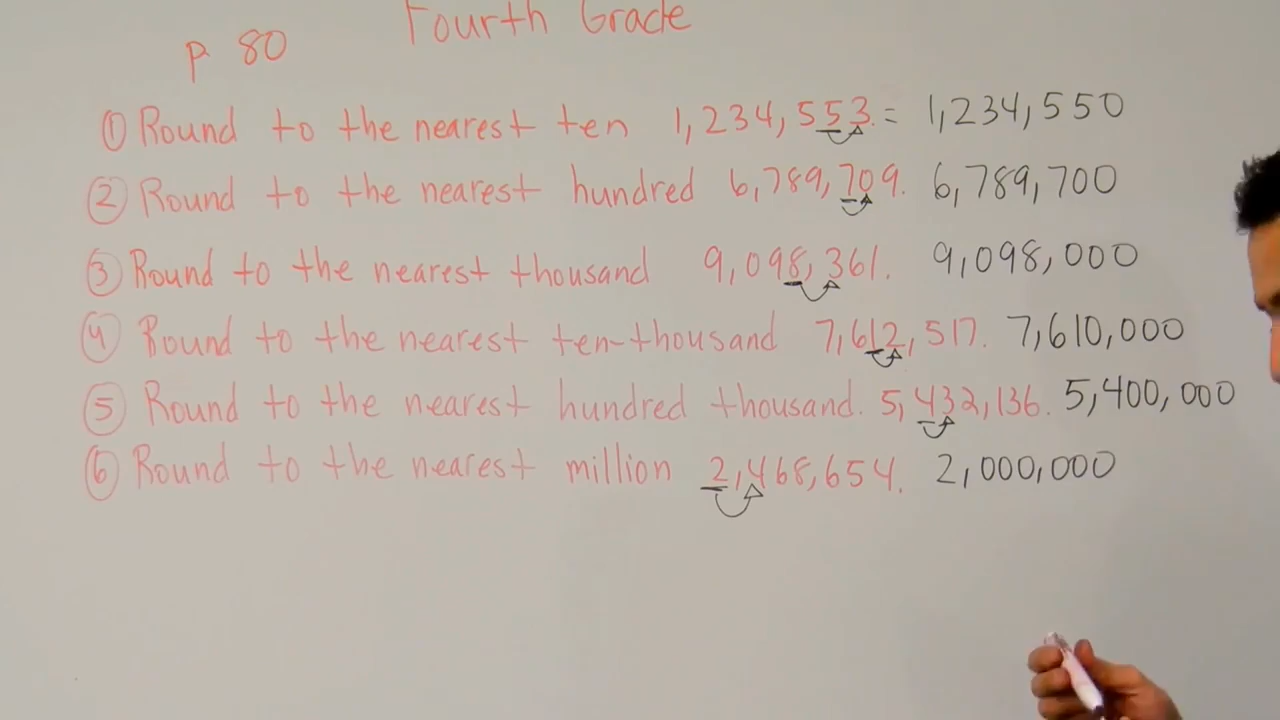 Fourth Grade
p 80
① Round to the nearest ten 1,234,553. = 1,234,550
② Round to the nearest hundred 6,789,709. 6,789,700
③ Round to the nearest thousand 9,098,361. 9,098,000
④ Round to the nearest ten-thousand 7,612,517. 7,610,000
⑤ Round to the nearest hundred thousand. 5,432,136. 5,400,000
⑥ Round to the nearest million 2,468,654. 2,000,000